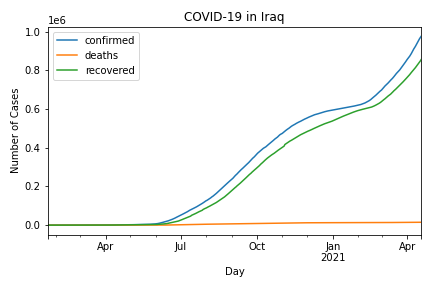 COVID-19 in Iraq
1e6
confirmed
deaths
recovered
1.0
0.8
0.6
0.4
0.2
0.0
Number of Cases
Apr Jul Oct Jan Apr
2021
Day